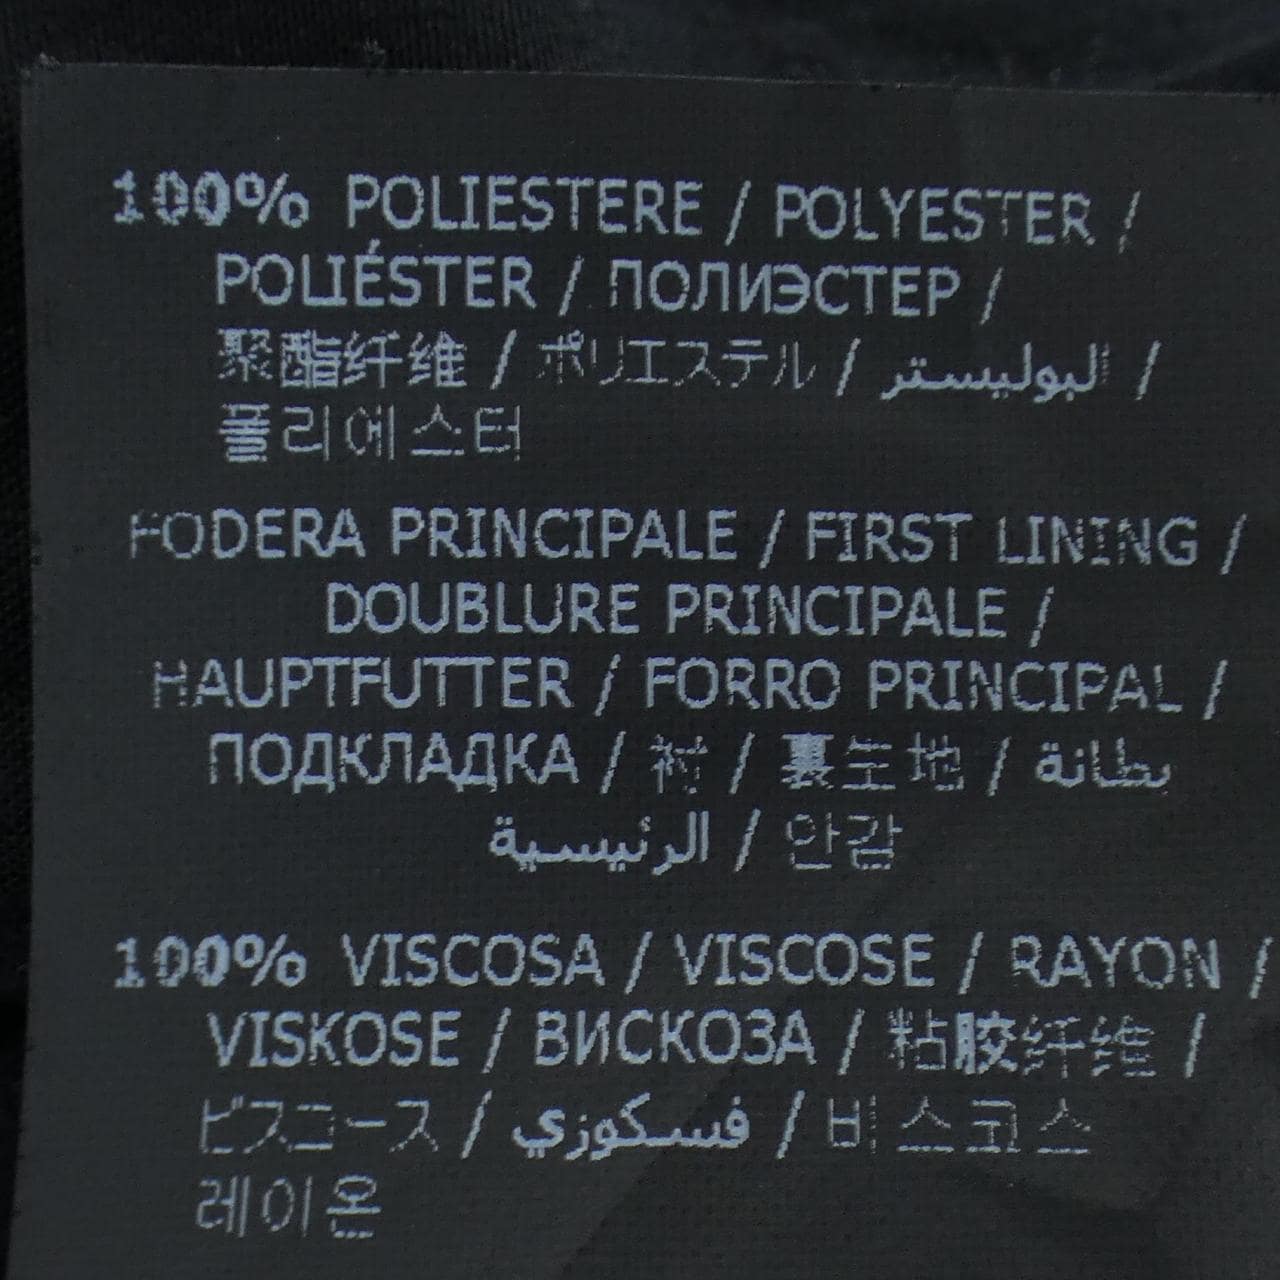 100% POLIESTERE / POLYESTER /
POLIÉSTER / ПОЛИЭСТЕР /
聚酯纤维 / ポリエステル / البوليستر /
폴리에스터
FODERA PRINCIPALE / FIRST LINING /
DOUBLURE PRINCIPALE /
HAUPTFUTTER / FORRO PRINCIPAL /
ПОДКЛАДКА / 衬 / 裏生地 / بطانة
الرئيسية / 안감
100% VISCOSA / VISCOSE / RAYON /
VISKOSE / ВИСКОЗА / 粘胶纤维 /
ビスコース / فسكوزي / 비스코스
레이온